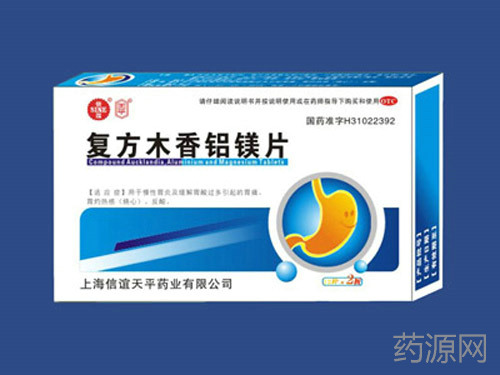 信谊
SINE
请仔细阅读说明书并按说明使用或在药师指导下购买和使用 OTC
国药准字H31022392
复方木香铝镁片
Compound Aucklandia,Aluminium and Magnesium Tablets
【适应症】用于慢性胃炎及缓解胃酸过多引起的胃痛、
胃灼热感（烧心）、反酸。
上海信谊天平药业有限公司
药源网